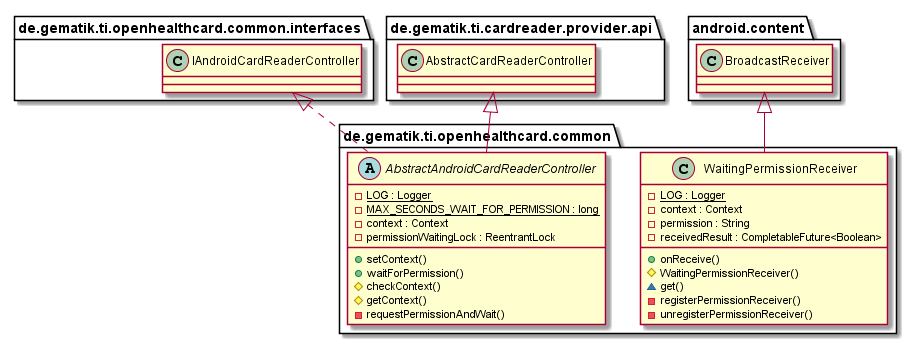 de.gematik.ti.openhealthcard.common.interfaces
C IAndroidCardReaderController
de.gematik.ti.cardreader.provider.api
C AbstractCardReaderController
android.content
C BroadcastReceiver
de.gematik.ti.openhealthcard.common
A AbstractAndroidCardReaderController
LOG : Logger
MAX_SECONDS_WAIT_FOR_PERMISSION : long
context : Context
permissionWaitingLock : ReentrantLock
setContext()
waitForPermission()
checkContext()
getContext()
requestPermissionAndWait()
C WaitingPermissionReceiver
LOG : Logger
context : Context
permission : String
receivedResult : CompletableFuture<Boolean>
onReceive()
WaitingPermissionReceiver()
get()
registerPermissionReceiver()
unregisterPermissionReceiver()